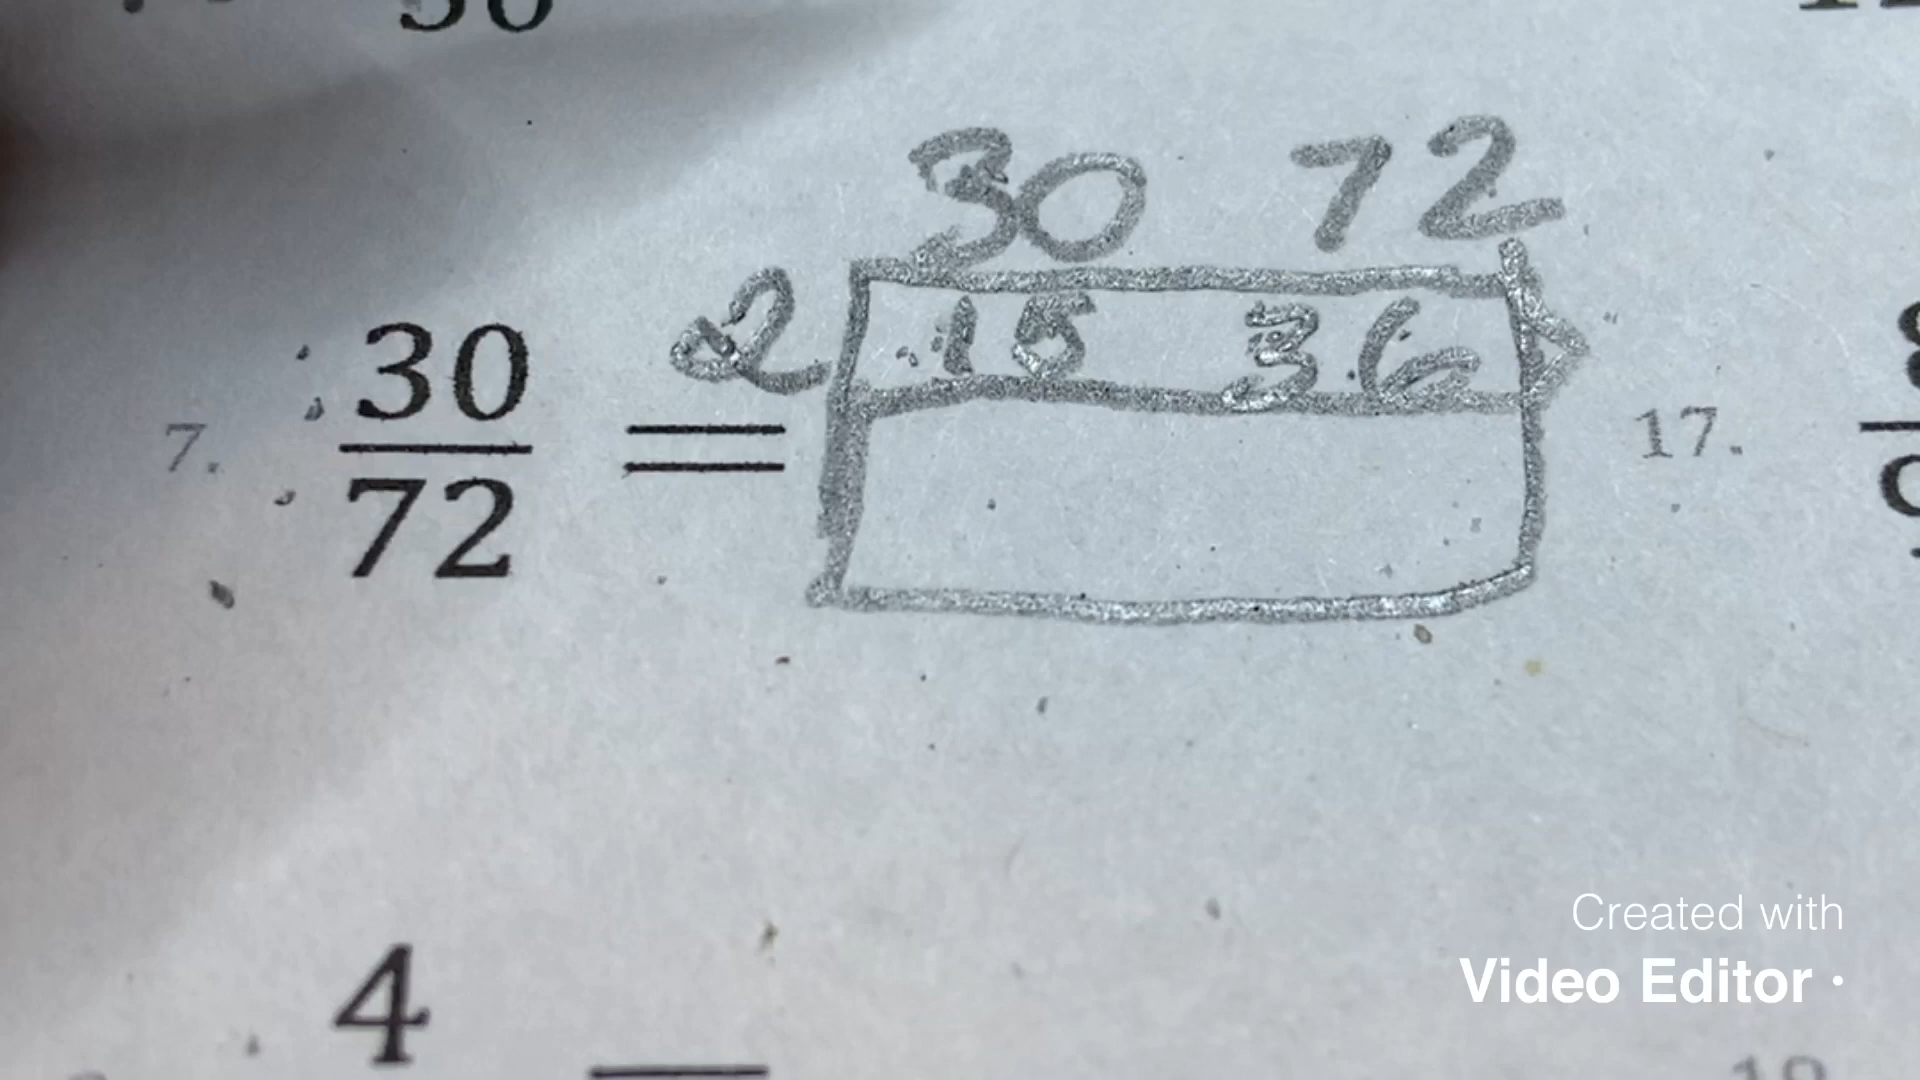 30 72
2 15 36
7. 30
=
72
17.
4
Created with
Video Editor